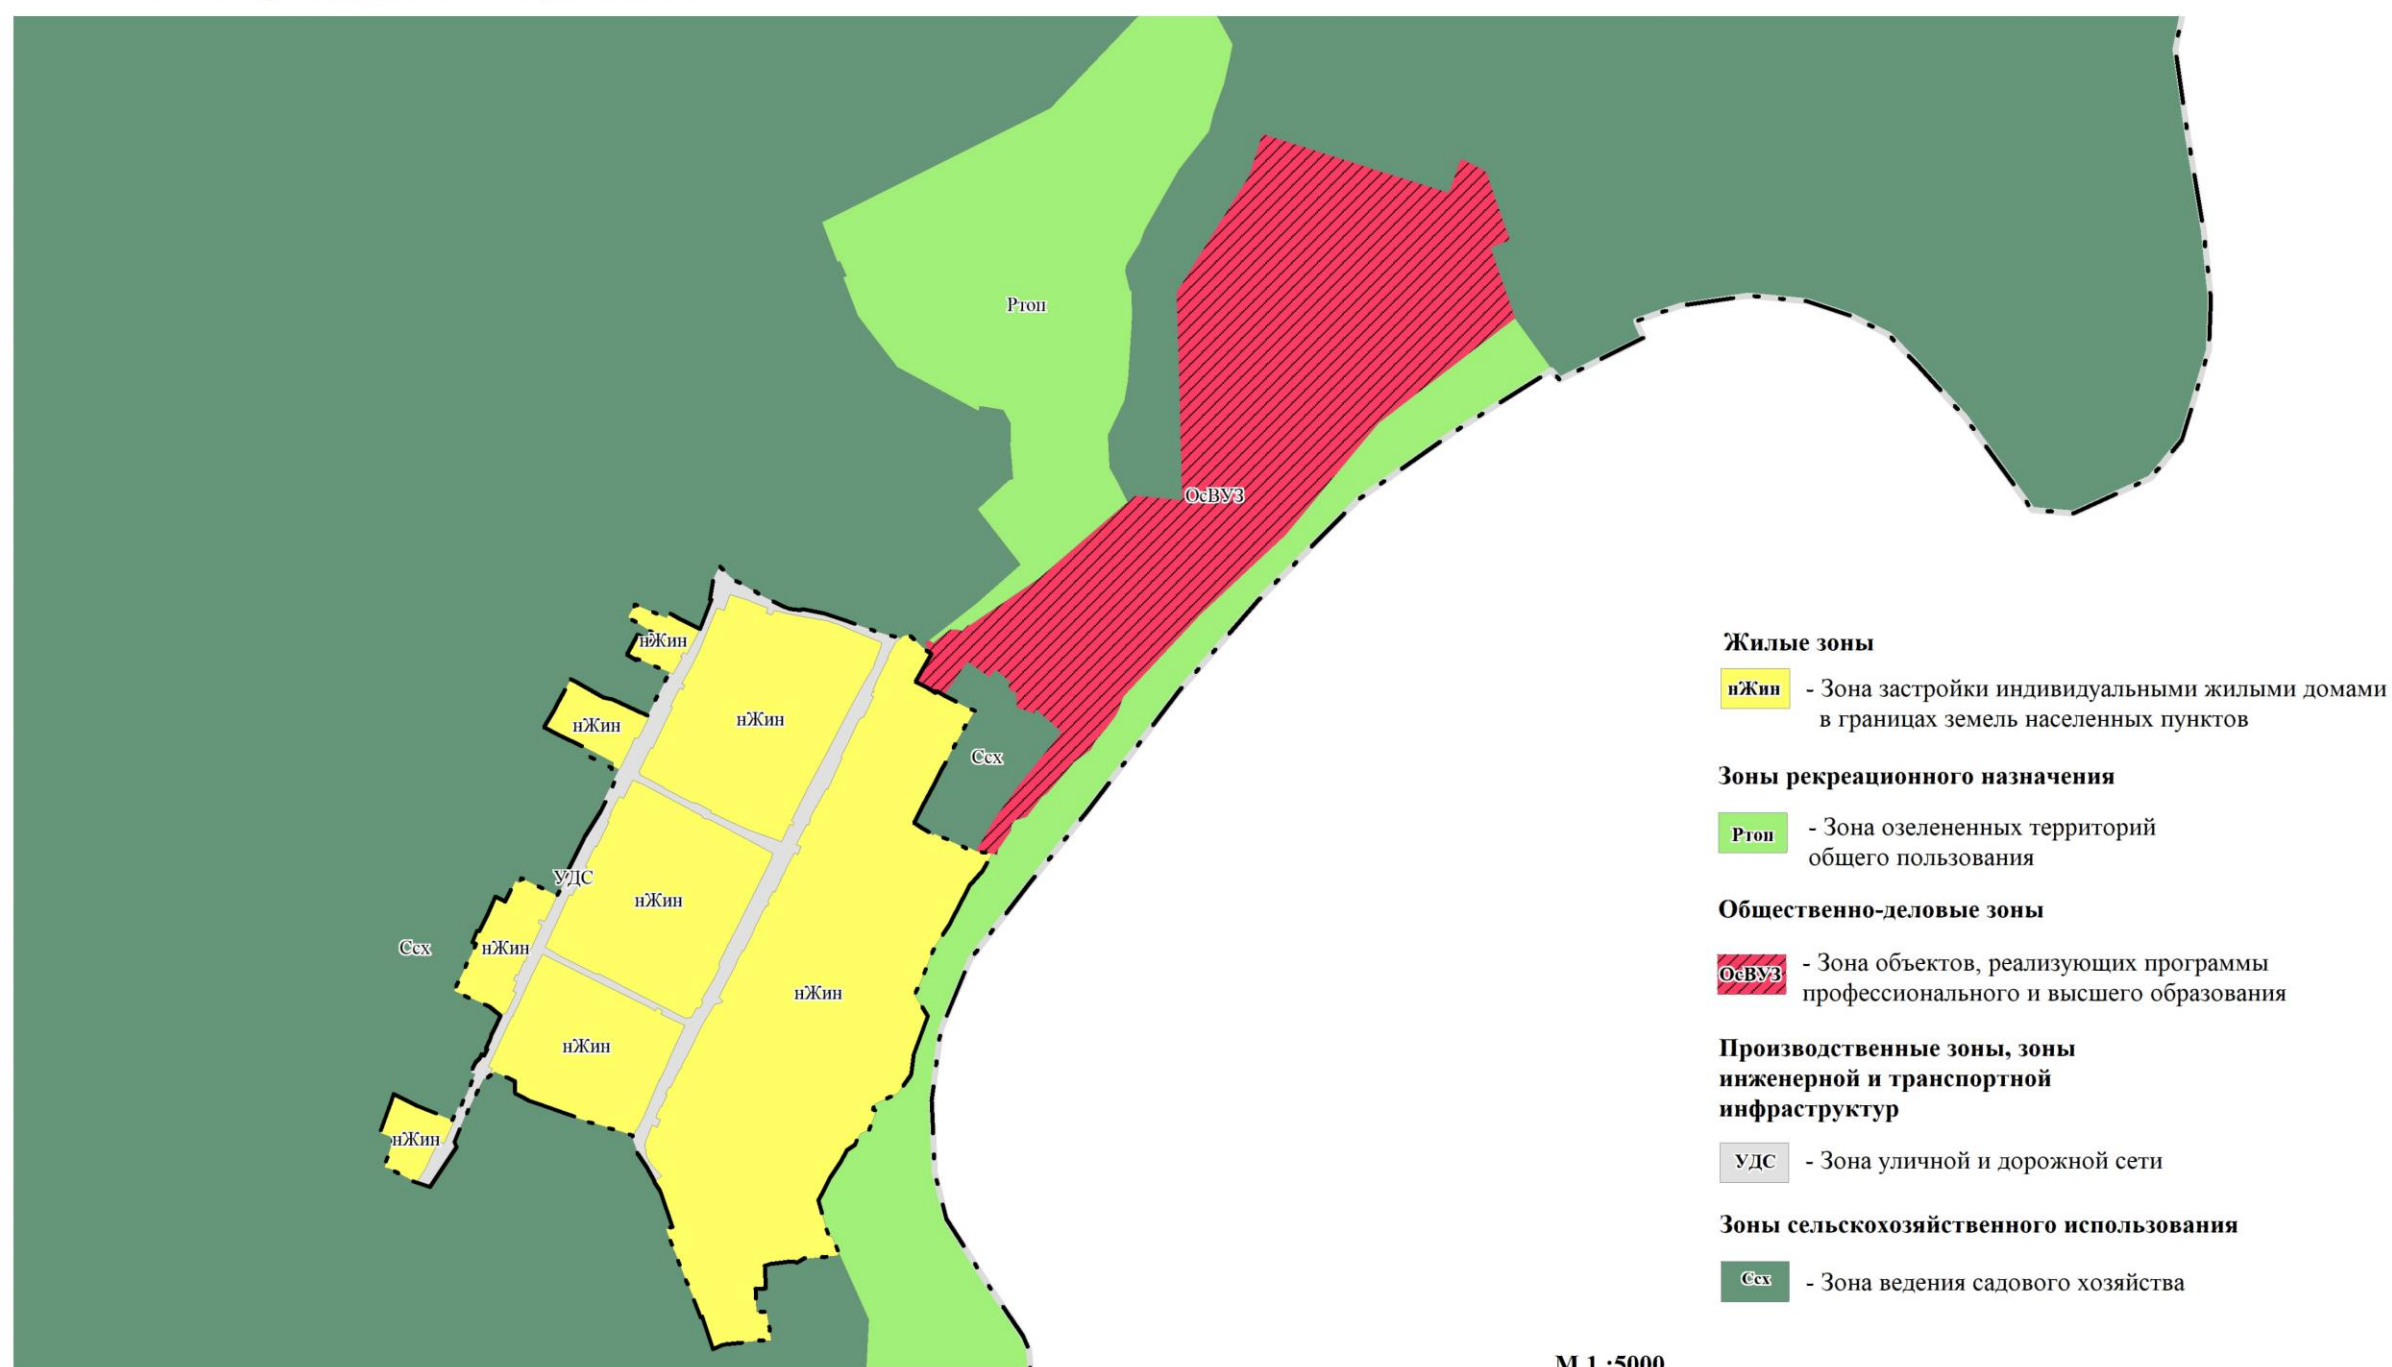 Ртоп
ОсВУЗ
нЖин
нЖин
нЖин
Ссх
УДС
нЖин
Ссх
нЖин
нЖин
нЖин
нЖин
Жилые зоны
нЖин - Зона застройки индивидуальными жилыми домами
в границах земель населенных пунктов
Зоны рекреационного назначения
Ртоп - Зона озелененных территорий
общего пользования
Общественно-деловые зоны
ОсВУЗ - Зона объектов, реализующих программы
профессионального и высшего образования
Производственные зоны, зоны
инженерной и транспортной
инфраструктур
УДС - Зона уличной и дорожной сети
Зоны сельскохозяйственного использования
Ссх - Зона ведения садового хозяйства
М 1 :5000